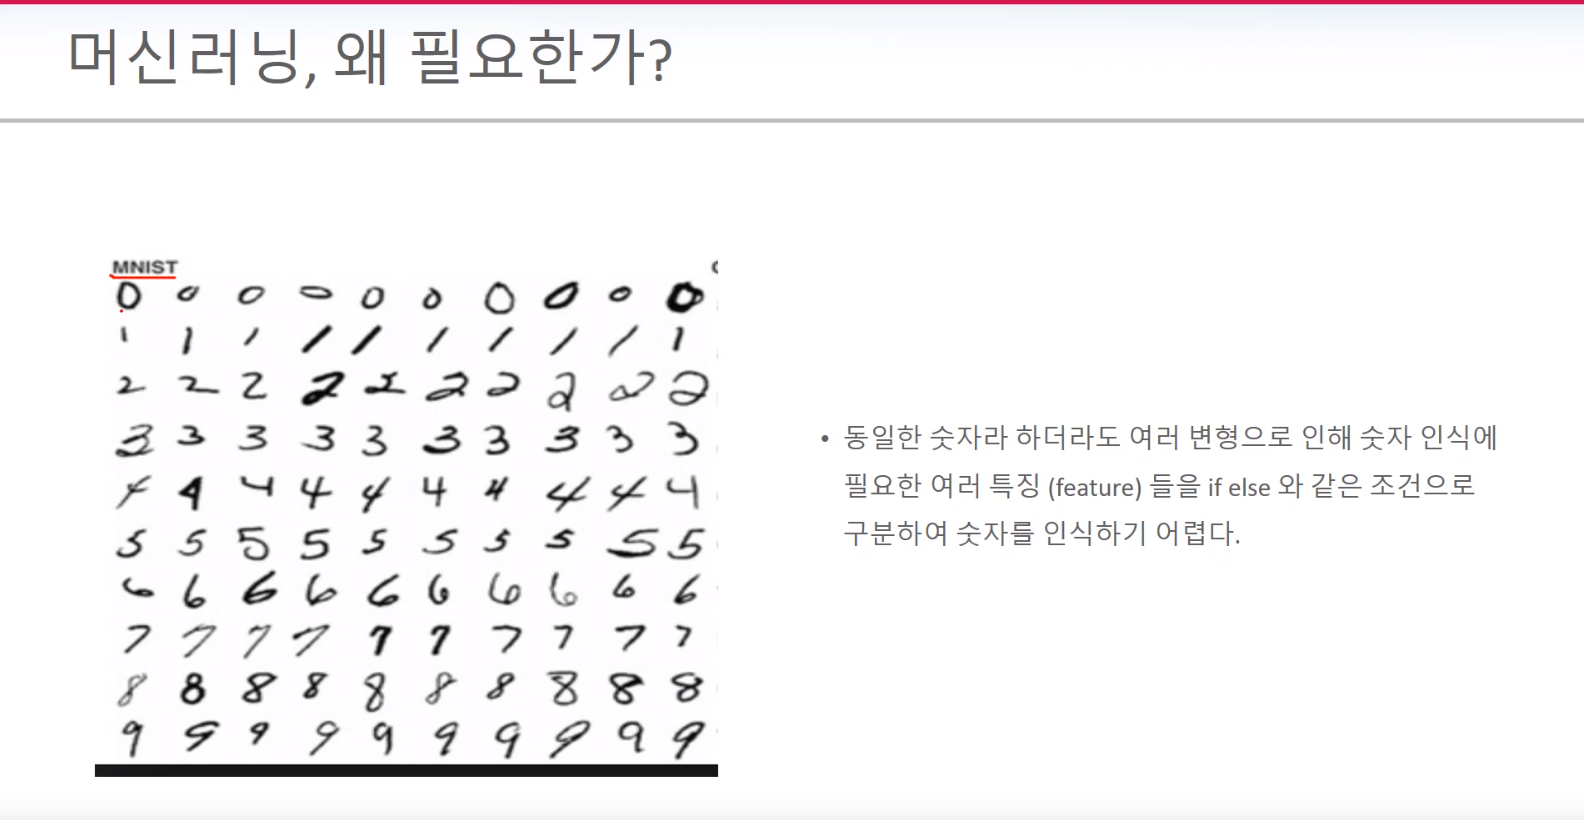 머신러닝, 왜 필요한가?
MNIST
0 0 0 0 0 0 0 0 0 0
1 1 1 1 1 1 1 1 1 1
2 2 2 2 2 2 2 2 2 2
3 3 3 3 3 3 3 3 3 3
4 4 4 4 4 4 4 4 4 4
5 5 5 5 5 5 5 5 5 5
6 6 6 6 6 6 6 6 6 6
7 7 7 7 7 7 7 7 7 7
8 8 8 8 8 8 8 8 8 8
9 9 9 9 9 9 9 9 9 9
• 동일한 숫자라 하더라도 여러 변형으로 인해 숫자 인식에
필요한 여러 특징 (feature) 들을 if else 와 같은 조건으로
구분하여 숫자를 인식하기 어렵다.